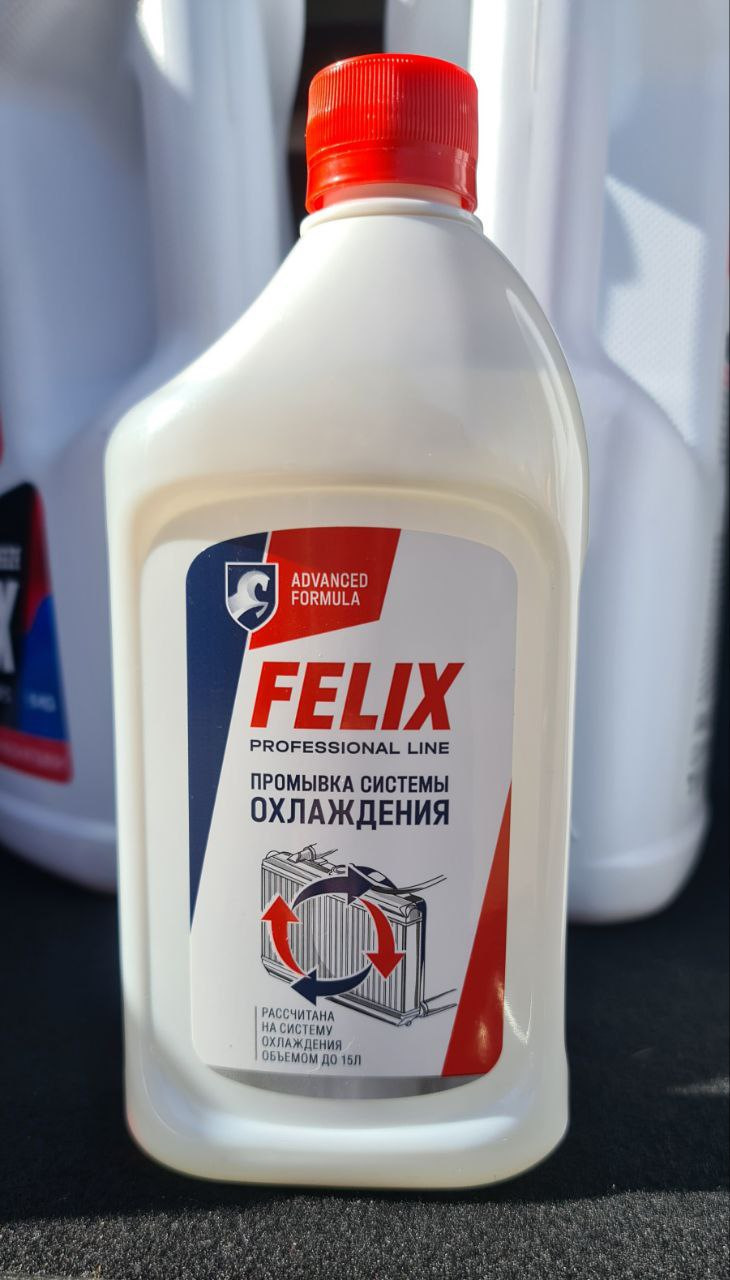 ADVANCED
FORMULA
FELIX
PROFESSIONAL LINE
ПРОМЫВКА СИСТЕМЫ
ОХЛАЖДЕНИЯ
РАССЧИТАНА
НА СИСТЕМУ
ОХЛАЖДЕНИЯ
ОБЪЕМОМ ДО 15Л